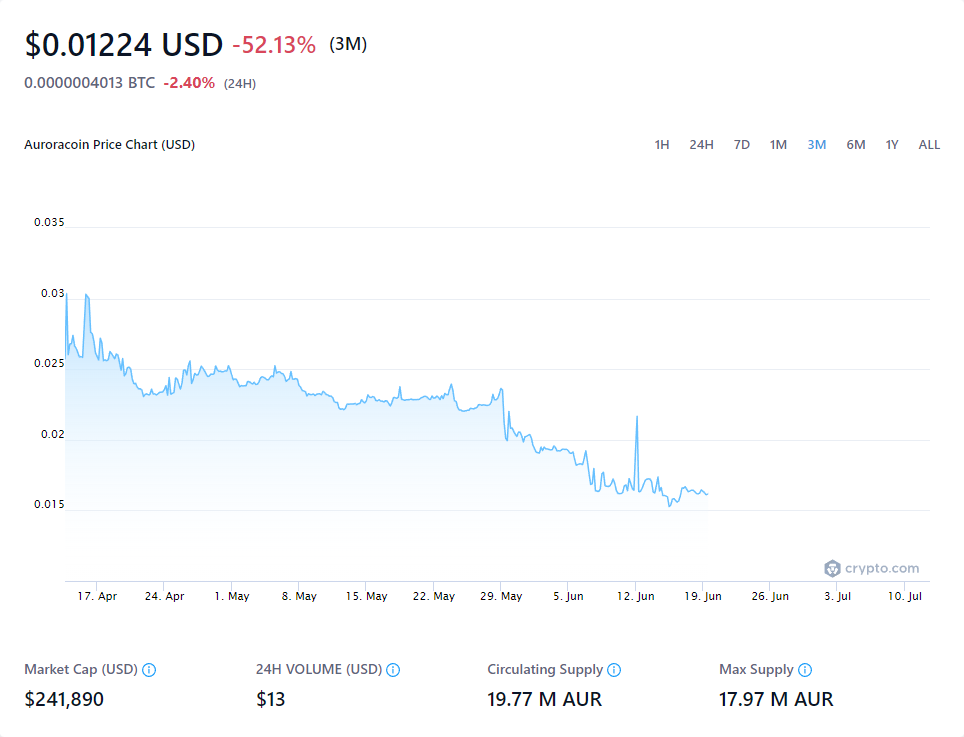 $0.01224 USD -52.13% (3M)
0.0000004013 BTC -2.40% (24H)
Auroracoin Price Chart (USD) 1H 24H 7D 1M 3M 6M 1Y ALL
0.035
0.03
0.025
0.02
0.015
crypto.com
17. Apr 24. Apr 1. May 8. May 15. May 22. May 29. May 5. Jun 12. Jun 19. Jun 26. Jun 3. Jul 10. Jul
Market Cap (USD) 24H VOLUME (USD) Circulating Supply Max Supply
$241,890 $13 19.77 M AUR 17.97 M AUR